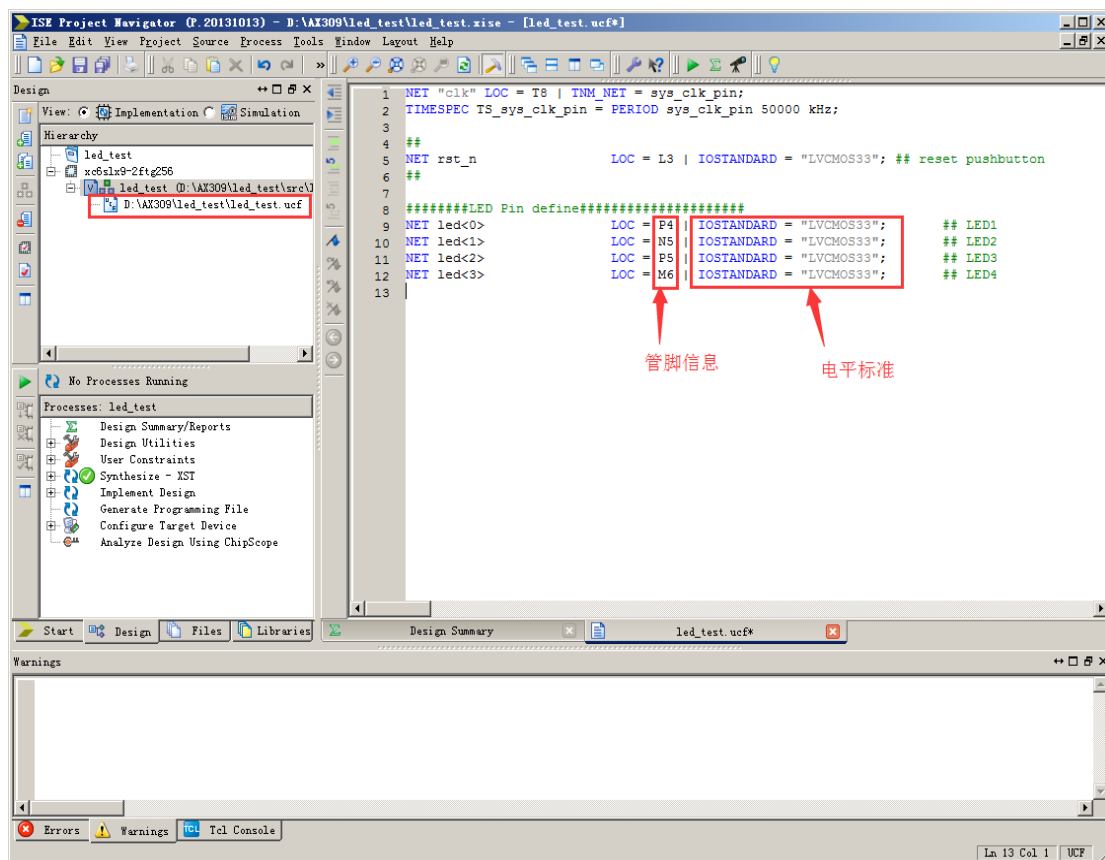 ISE Project Navigator (P.20131013) - D:\AX309\led_test\led_test.xise - [led_test.ucf*]
File Edit View Project Source Process Tools Window Layout Help
Design
View: Implementation Simulation
Hierarchy
led_test
xc6slx9-2ftg256
led_test (D:\AX309\led_test\src\l
D:\AX309\led_test\led_test.ucf
No Processes Running
Processes: led_test
Design Summary/Reports
Design Utilities
User Constraints
Synthesize - XST
Implement Design
Generate Programming File
Configure Target Device
Analyze Design Using ChipScope
Start Design Files Libraries
1 NET "clk" LOC = T8 | TNM_NET = sys_clk_pin;
2 TIMESPEC TS_sys_clk_pin = PERIOD sys_clk_pin 50000 kHz;
3
4 ##
5 NET rst_n LOC = L3 | IOSTANDARD = "LVCMOS33"; ## reset pushbutton
6 ##
7
8 ########LED Pin define#####################
9 NET led<0> LOC = P4 | IOSTANDARD = "LVCMOS33"; ## LED1
10 NET led<1> LOC = N5 | IOSTANDARD = "LVCMOS33"; ## LED2
11 NET led<2> LOC = P5 | IOSTANDARD = "LVCMOS33"; ## LED3
12 NET led<3> LOC = M6 | IOSTANDARD = "LVCMOS33"; ## LED4
13
管脚信息
电平标准
Design Summary led_test.ucf*
Warnings
Errors Warnings Tcl Console
Ln 13 Col 1 UCF